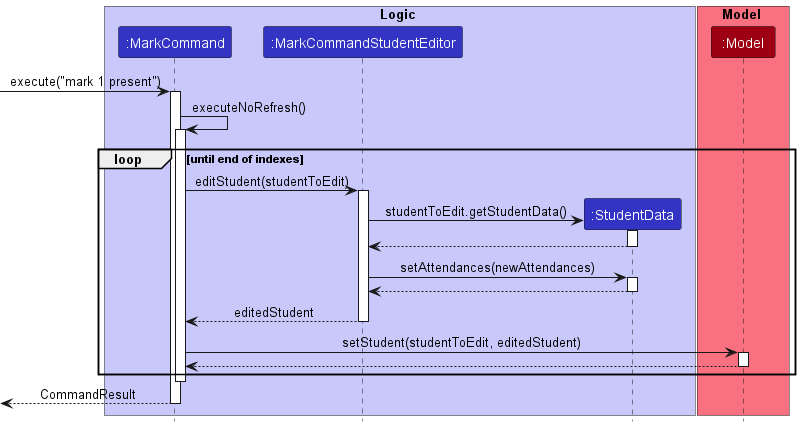 Logic
Model
:MarkCommand
:MarkCommandStudentEditor
:Model
execute("mark 1 present")
executeNoRefresh()
loop
[until end of indexes]
editStudent(studentToEdit)
studentToEdit.getStudentData()
:StudentData
setAttendances(newAttendances)
editedStudent
setStudent(studentToEdit, editedStudent)
CommandResult